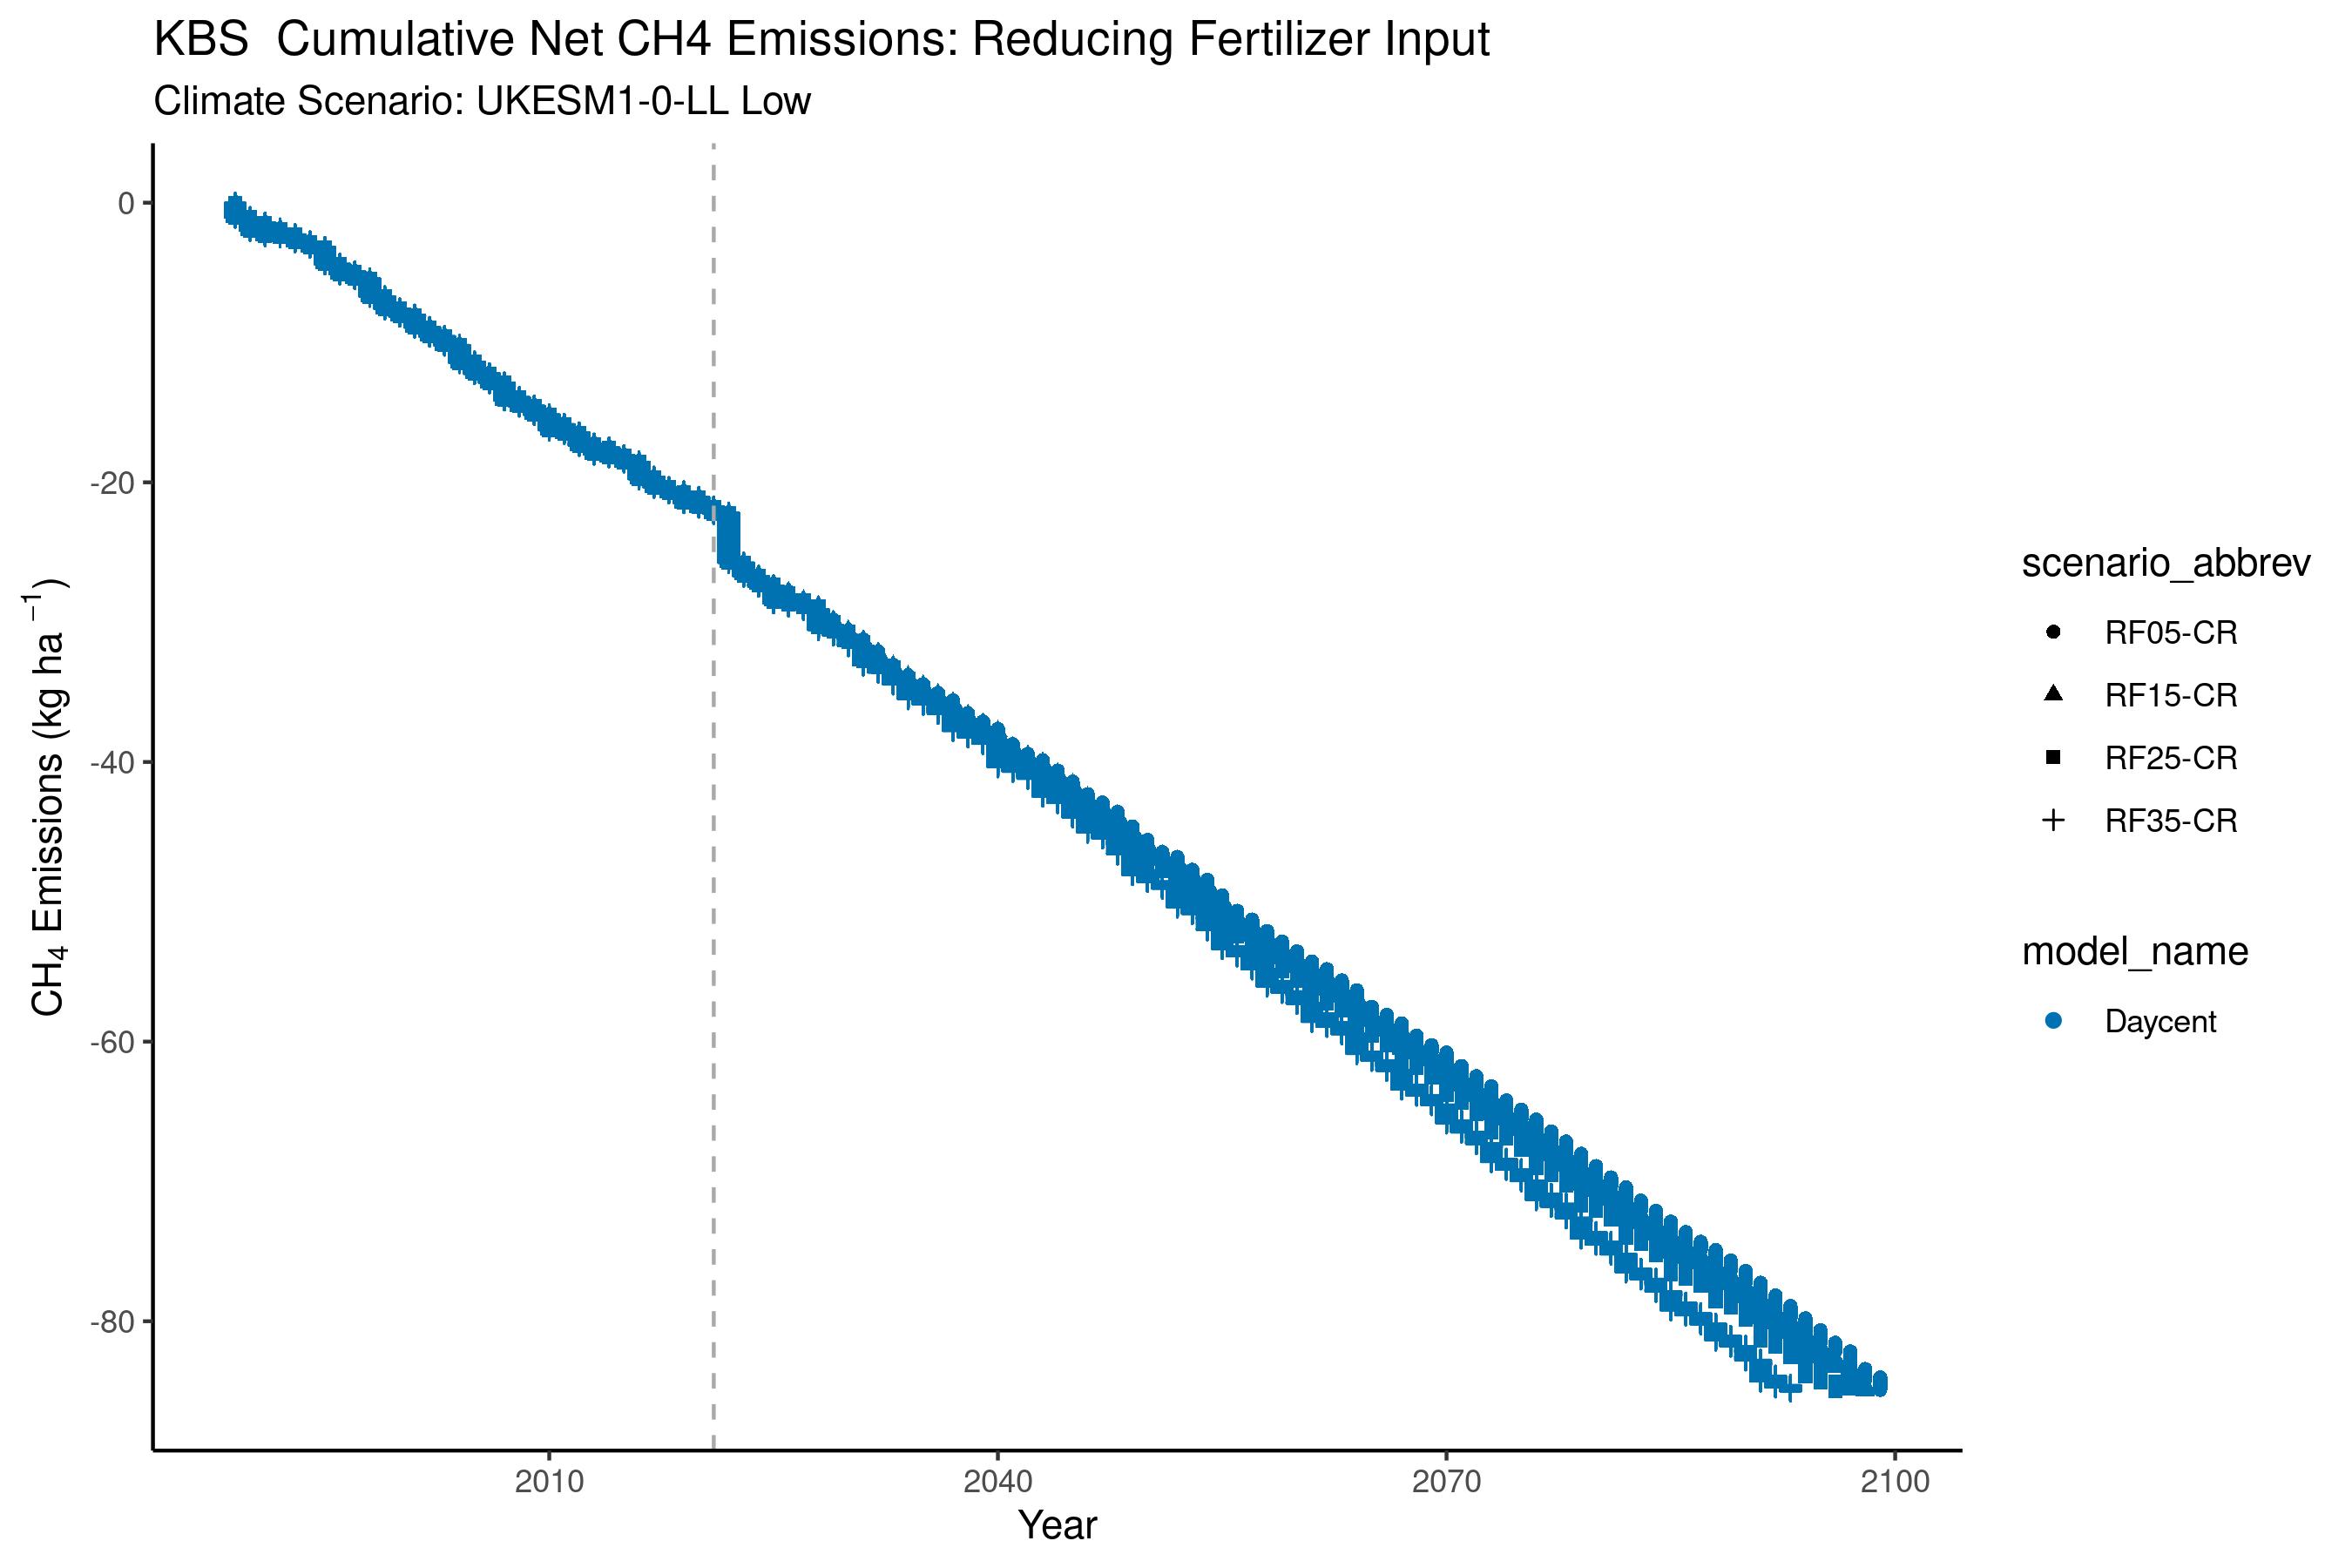 KBS  Cumulative Net CH4 Emissions: Reducing Fertilizer Input
Climate Scenario: UKESM1-0-LL Low
CH₄ Emissions (kg ha ⁻¹)
0
-20
-40
-60
-80
2010 2040 2070 2100
Year
scenario_abbrev
RF05-CR
RF15-CR
RF25-CR
RF35-CR
model_name
Daycent